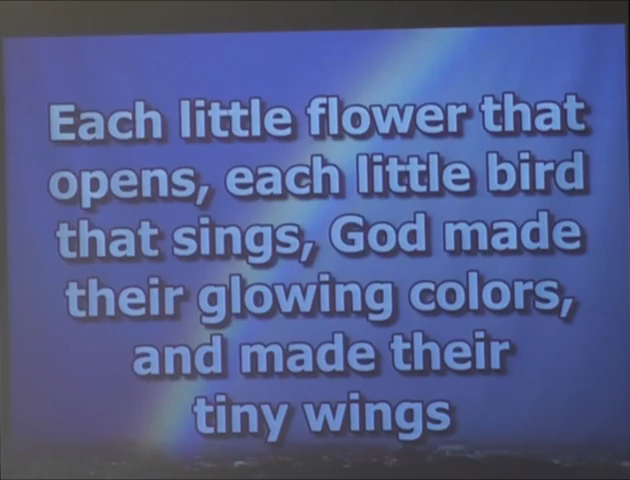 Each little flower that
opens, each little bird
that sings, God made
their glowing colors,
and made their
tiny wings